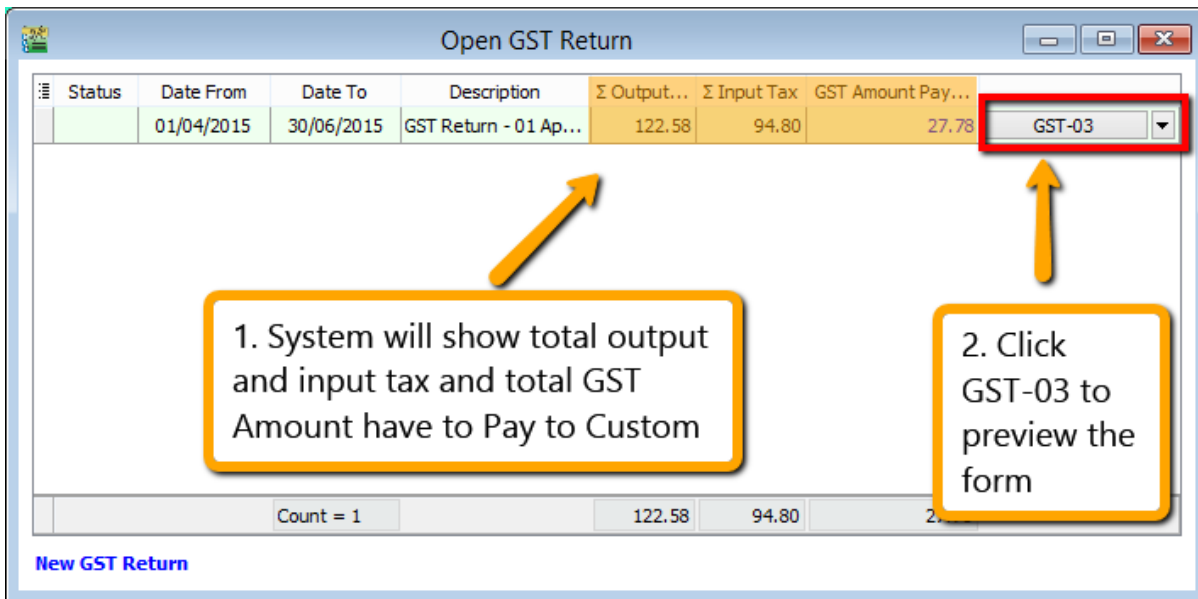 Open GST Return
Status Date From Date To Description Σ Output... Σ Input Tax GST Amount Pay...
01/04/2015 30/06/2015 GST Return - 01 Ap... 122.58 94.80 27.78 GST-03
1. System will show total output
and input tax and total GST
Amount have to Pay to Custom
2. Click
GST-03 to
preview the
form
Count = 1 122.58 94.80
New GST Return